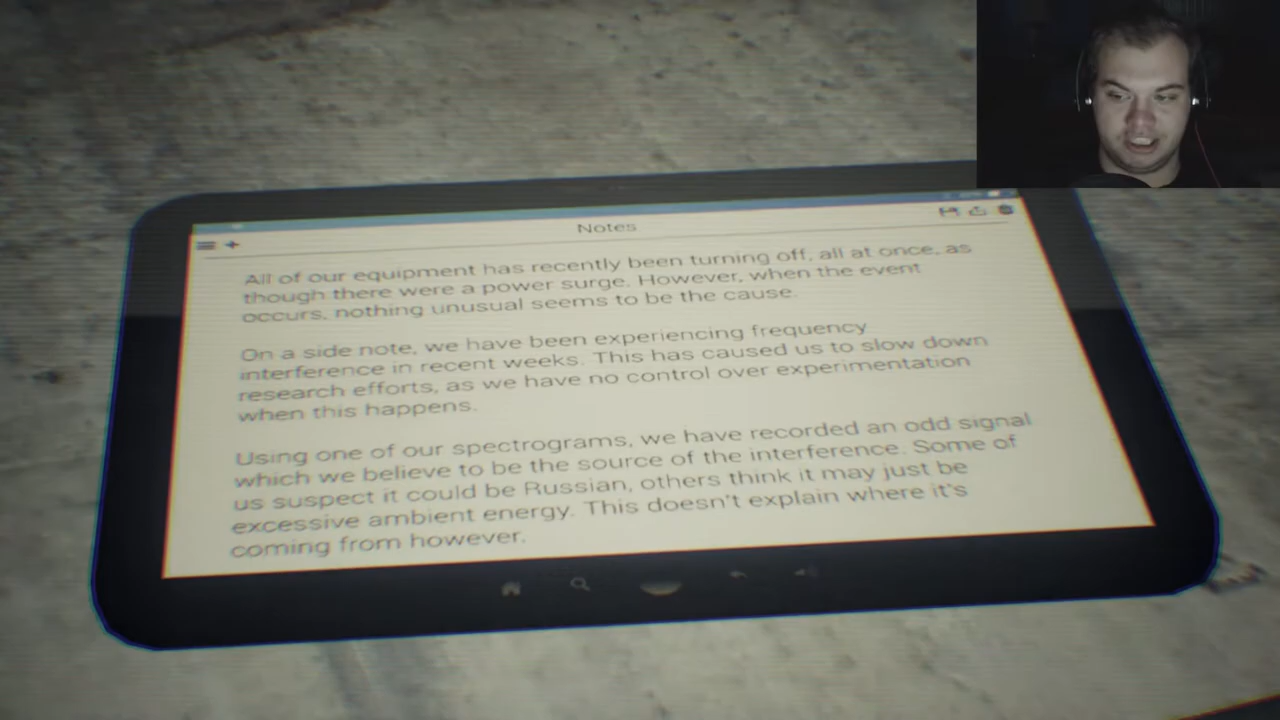 Notes
All of our equipment has recently been turning off, all at once, as
though there were a power surge. However, when the event
occurs, nothing unusual seems to be the cause.
On a side note, we have been experiencing frequency
interference in recent weeks. This has caused us to slow down
research efforts, as we have no control over experimentation
when this happens.
Using one of our spectrograms, we have recorded an odd signal
which we believe to be the source of the interference. Some of
us suspect it could be Russian, others think it may just be
excessive ambient energy. This doesn't explain where it's
coming from however.